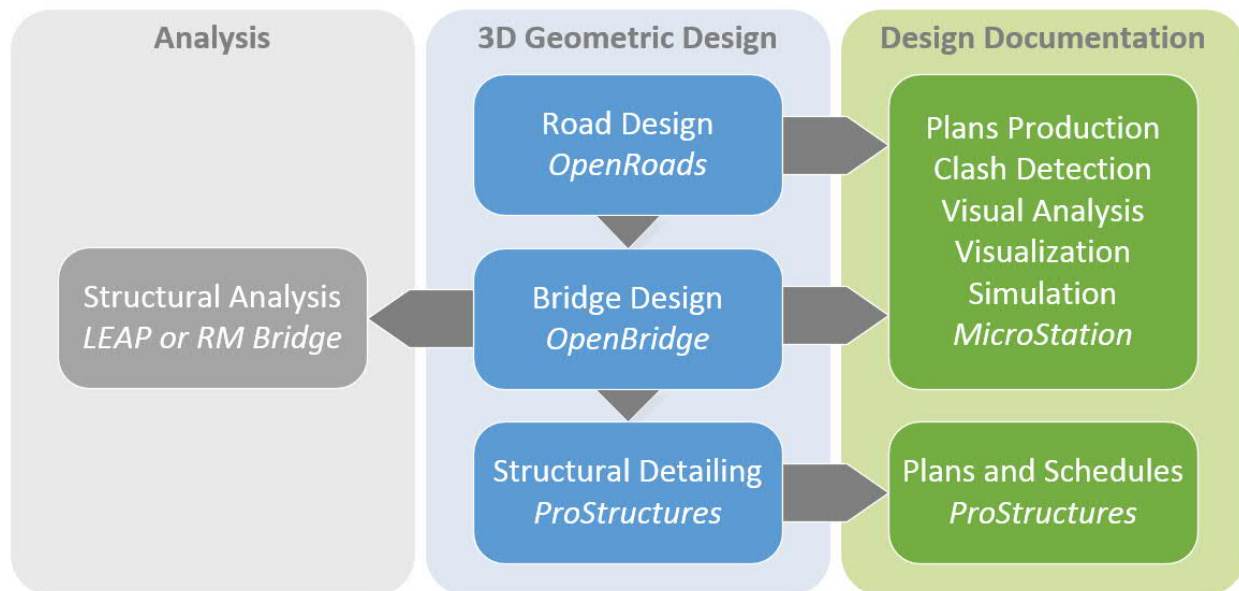 Analysis
Structural Analysis
LEAP or RM Bridge
3D Geometric Design
Road Design
OpenRoads
Bridge Design
OpenBridge
Structural Detailing
ProStructures
Design Documentation
Plans Production
Clash Detection
Visual Analysis
Visualization
Simulation
MicroStation
Plans and Schedules
ProStructures